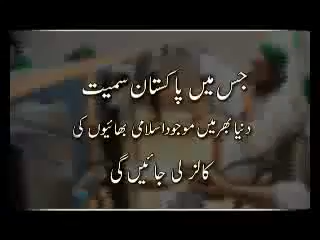 جس میں پاکستان سمیت
دنیا بھر میں موجود اسلامی بھائیوں کی
کالز لی جائیں گی